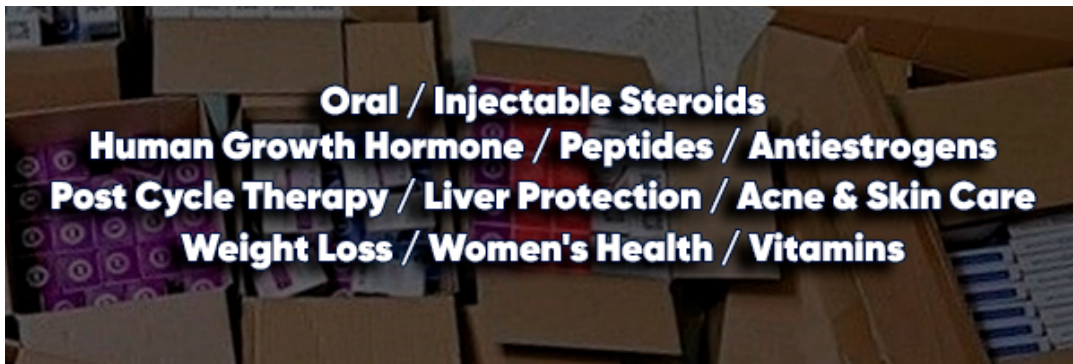 Oral / Injectable Steroids
Human Growth Hormone / Peptides / Antiestrogens
Post Cycle Therapy / Liver Protection / Acne & Skin Care
Weight Loss / Women's Health / Vitamins